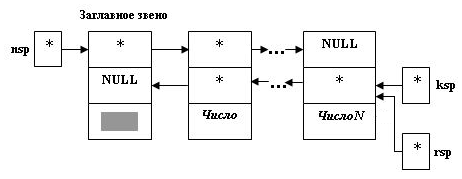 Заглавное звено
nsp * * * ... NULL
NULL * ... * * ksp
Число ЧислоN
* rsp